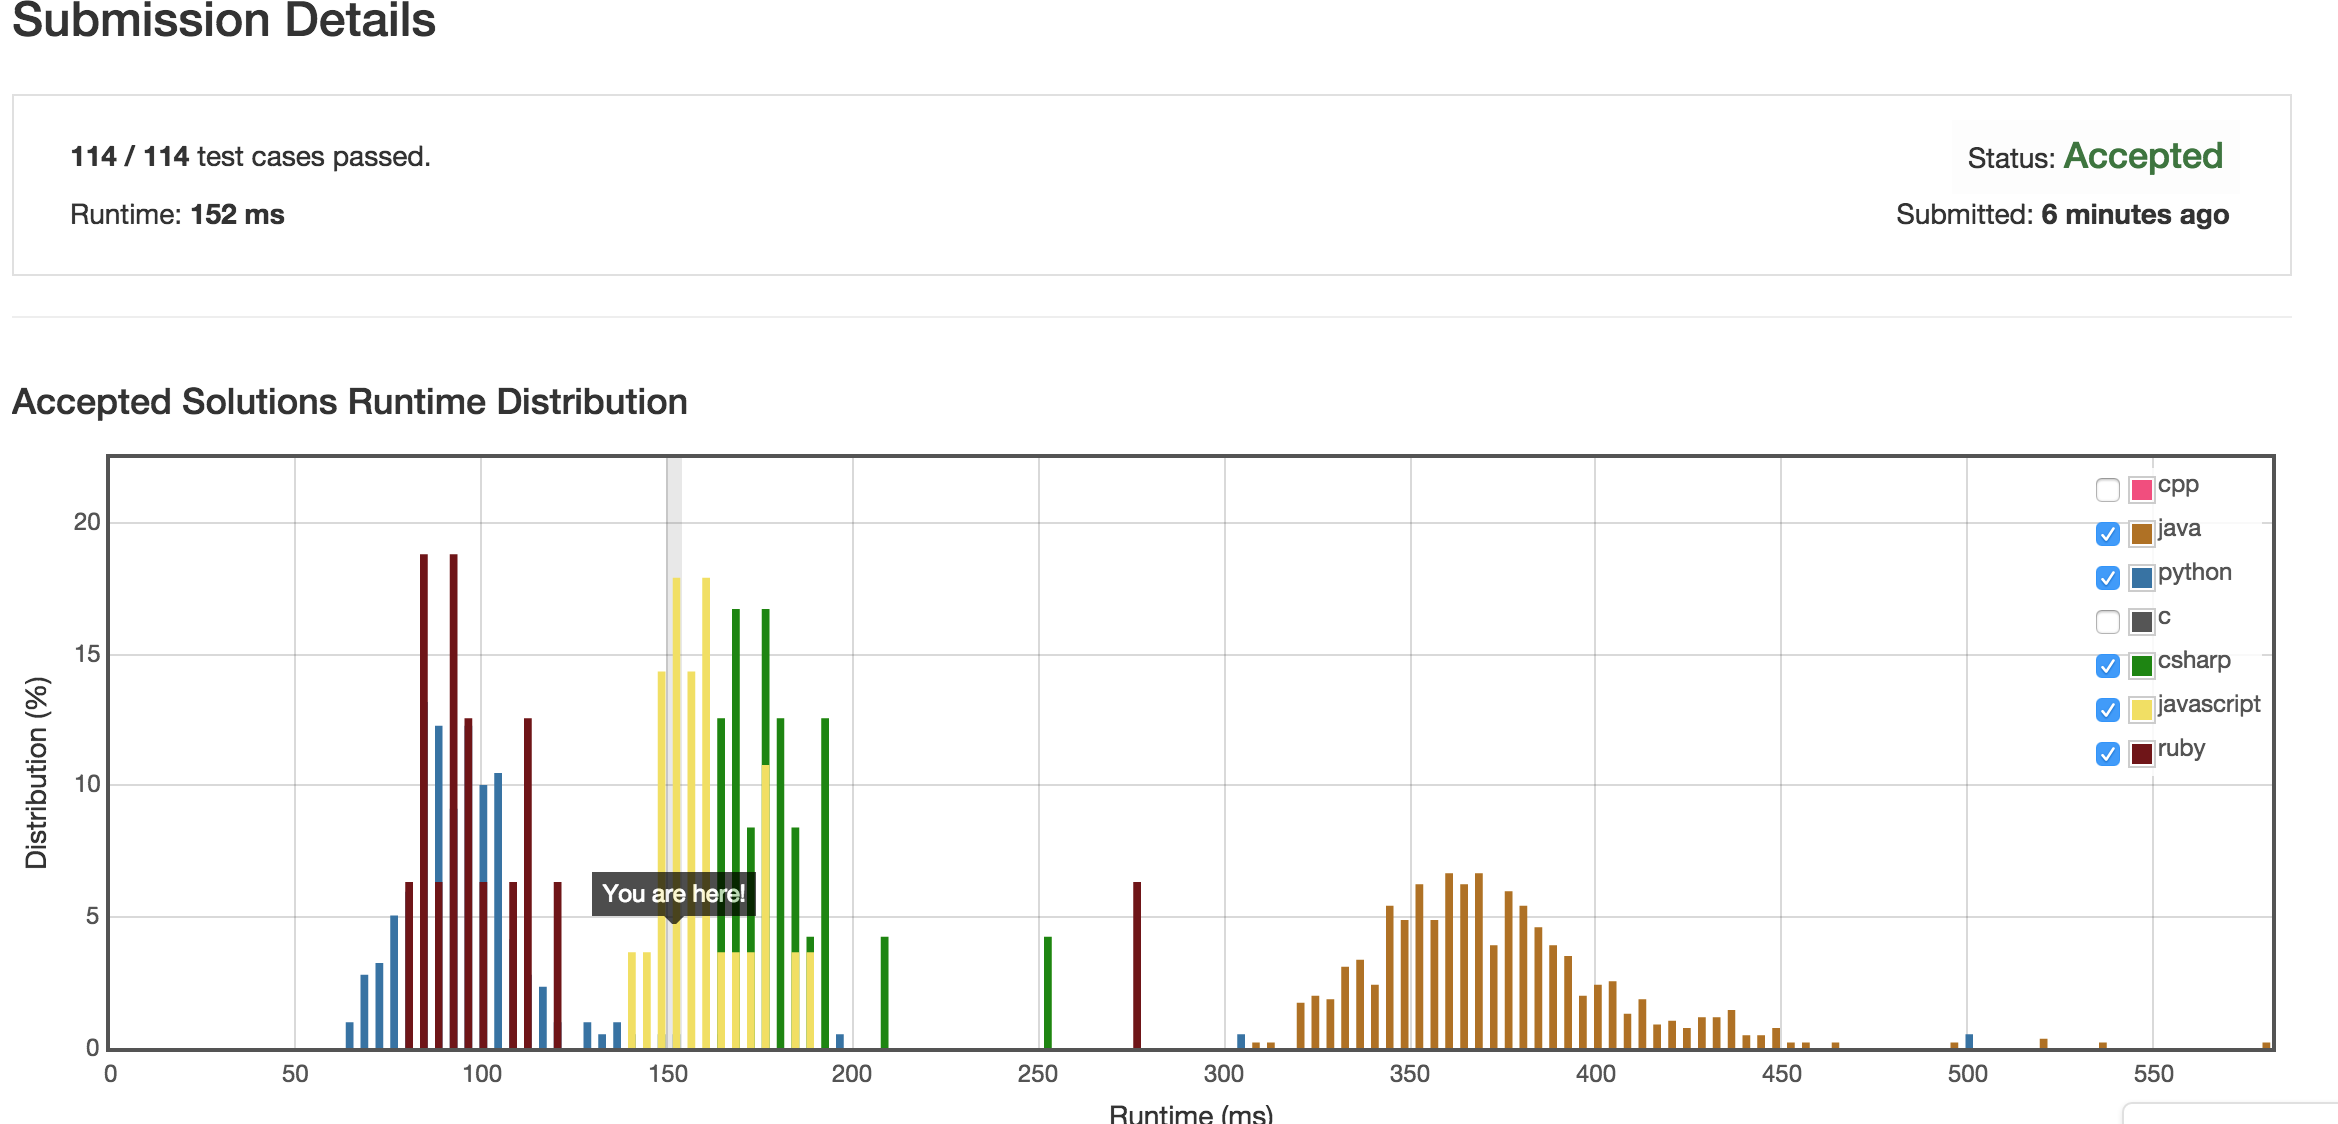 Submission Details
114 / 114 test cases passed.
Status: Accepted
Runtime: 152 ms
Submitted: 6 minutes ago
Accepted Solutions Runtime Distribution
cpp
java
python
c
csharp
javascript
ruby
You are here!
Distribution (%)
20
15
10
5
0
0 50 100 150 200 250 300 350 400 450 500 550
Runtime (ms)